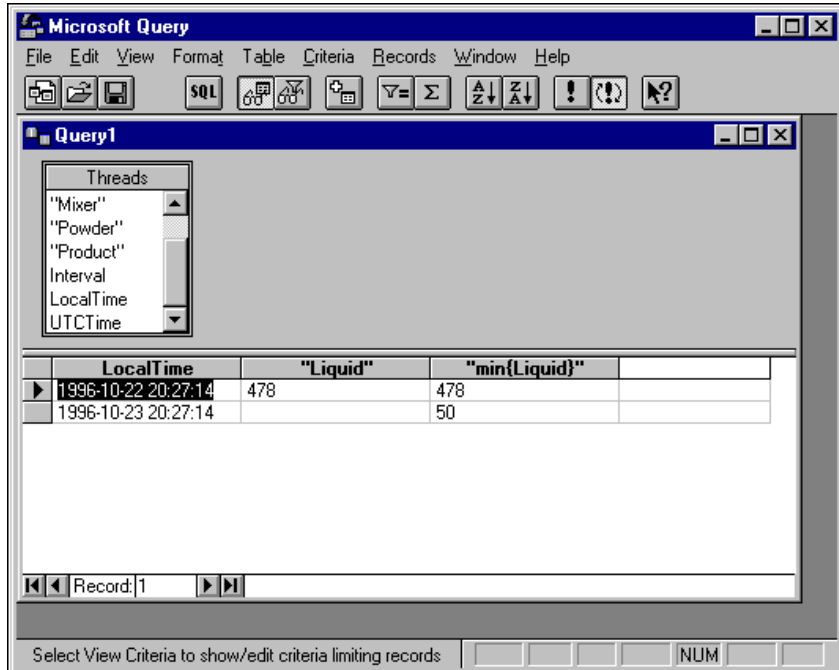 Microsoft Query
File Edit View Format Table Criteria Records Window Help
SQL
Query1
Threads
"Mixer"
"Powder"
"Product"
Interval
LocalTime
UTCTime
LocalTime "Liquid" "min{Liquid}"
1996-10-22 20:27:14 478 478
1996-10-23 20:27:14 50
Record: 1
Select View Criteria to show/edit criteria limiting records NUM